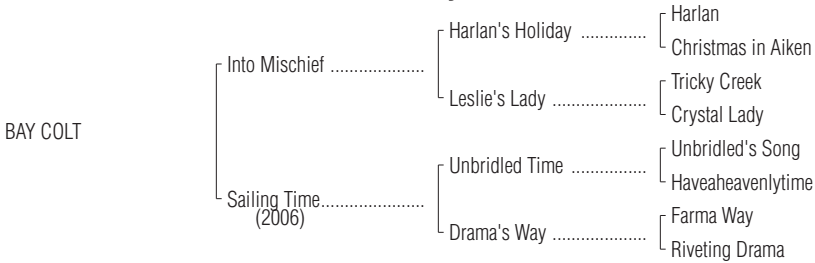 Harlan
Harlan's Holiday ..............
Christmas in Aiken
Into Mischief ....................
Tricky Creek
Leslie's Lady ....................
Crystal Lady
BAY COLT
Unbridled's Song
Unbridled Time ................
Haveaheavenlytime
Sailing Time......................
(2006)
Farma Way
Drama's Way ....................
Riveting Drama